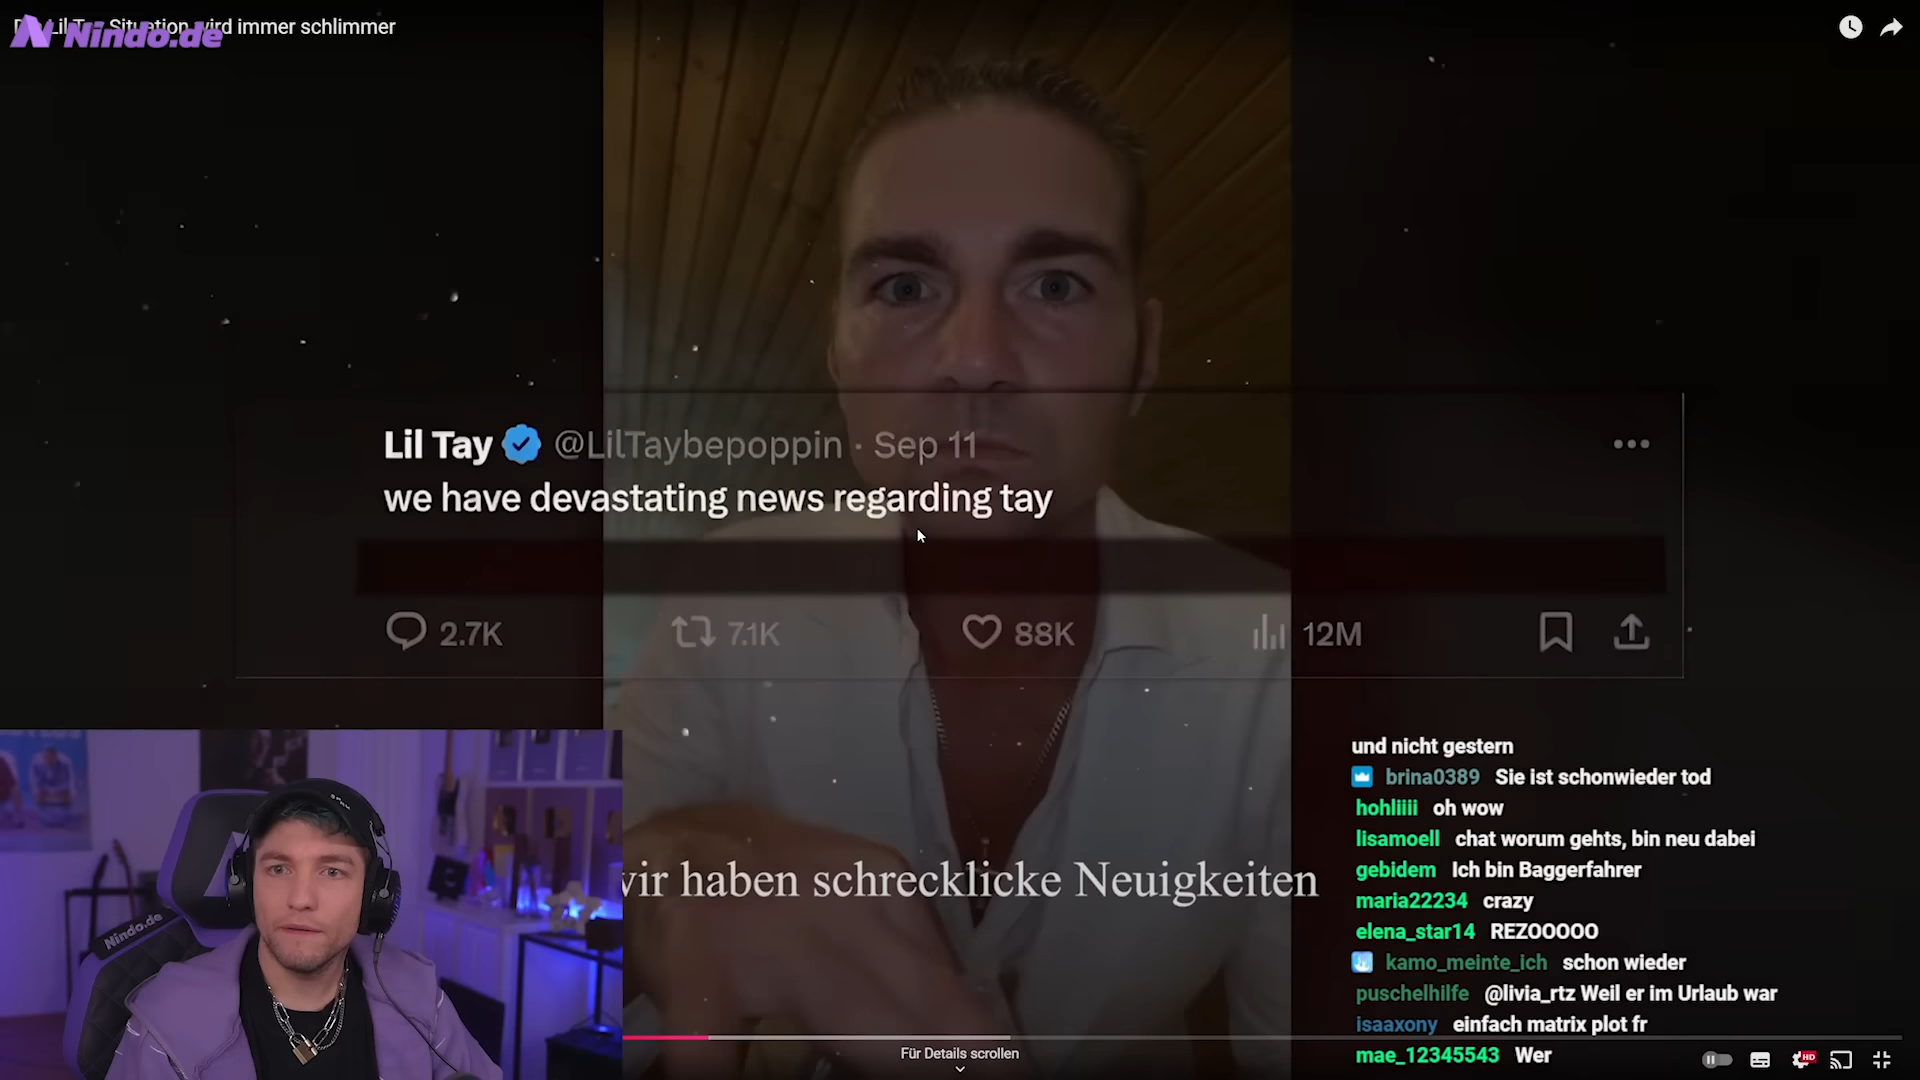 Situation wird immer schlimmer
Nindo.de
Lil Tay @LilTaybepoppin · Sep 11
we have devastating news regarding tay
2.7K 7.1K 88K 12M
wir haben schrecklicke Neuigkeiten
Nindo.de
und nicht gestern
brina0389 Sie ist schonwieder tod
hohliiii oh wow
lisamoell chat worum gehts, bin neu dabei
gebidem Ich bin Baggerfahrer
maria22234 crazy
elena_star14 REZOOOOO
kamo_meinte_ich schon wieder
puschelhilfe @livia_rtz Weil er im Urlaub war
isaaxony einfach matrix plot fr
mae_12345543 Wer
Für Details scrollen
HD